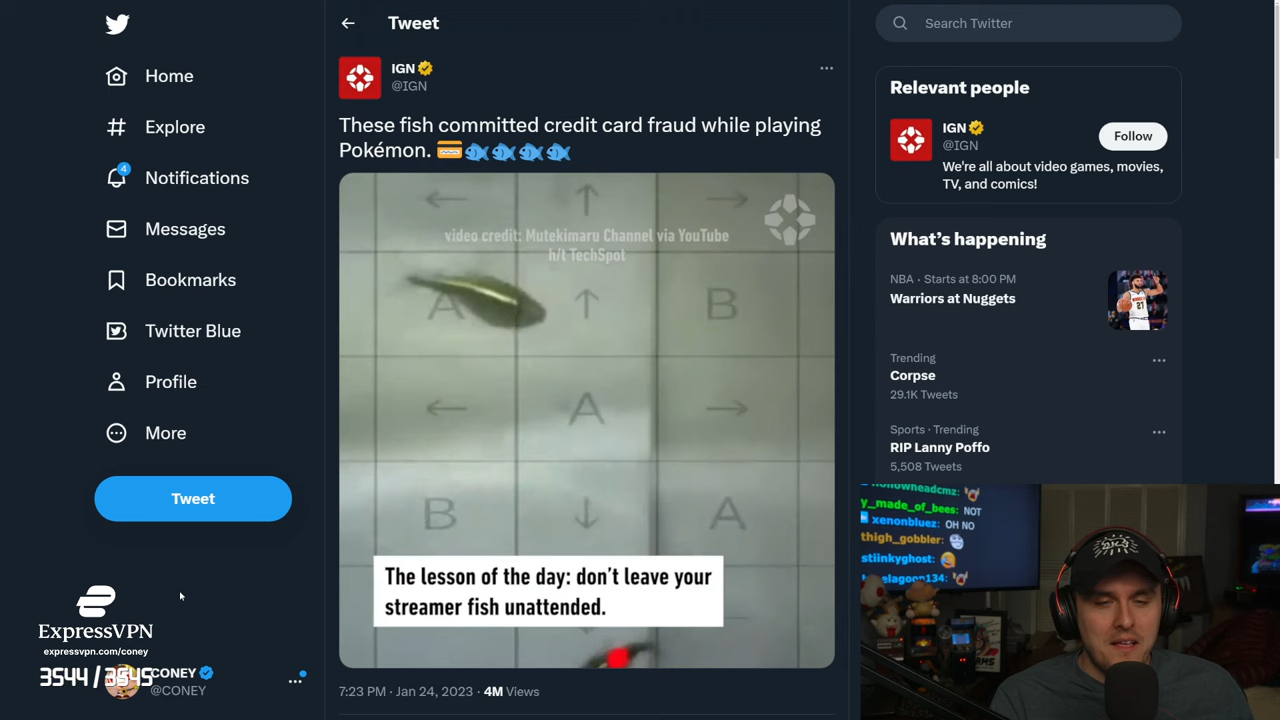 Home
Explore
4
Notifications
Messages
Bookmarks
Twitter Blue
Profile
More
Tweet
ExpressVPN
expressvpn.com/coney
3544 / 3545
CONEY
@CONEY
Tweet
IGN
@IGN
These fish committed credit card fraud while playing
Pokémon.
video credit: Mutekimaru Channel via YouTube
h/t TechSpot
← ↑ →
A ↑ B
← A →
B ↓ A
The lesson of the day: don't leave your
streamer fish unattended.
7:23 PM · Jan 24, 2023 · 4M Views
Search Twitter
Relevant people
IGN
@IGN
Follow
We're all about video games, movies,
TV, and comics!
What's happening
NBA · Starts at 8:00 PM
Warriors at Nuggets
27
Trending
Corpse
29.1K Tweets
Sports · Trending
RIP Lanny Poffo
5,508 Tweets
y_made_of_bees: NOT
xenonbluez: OH NO
thigh_gobbler:
stiinkyghost: